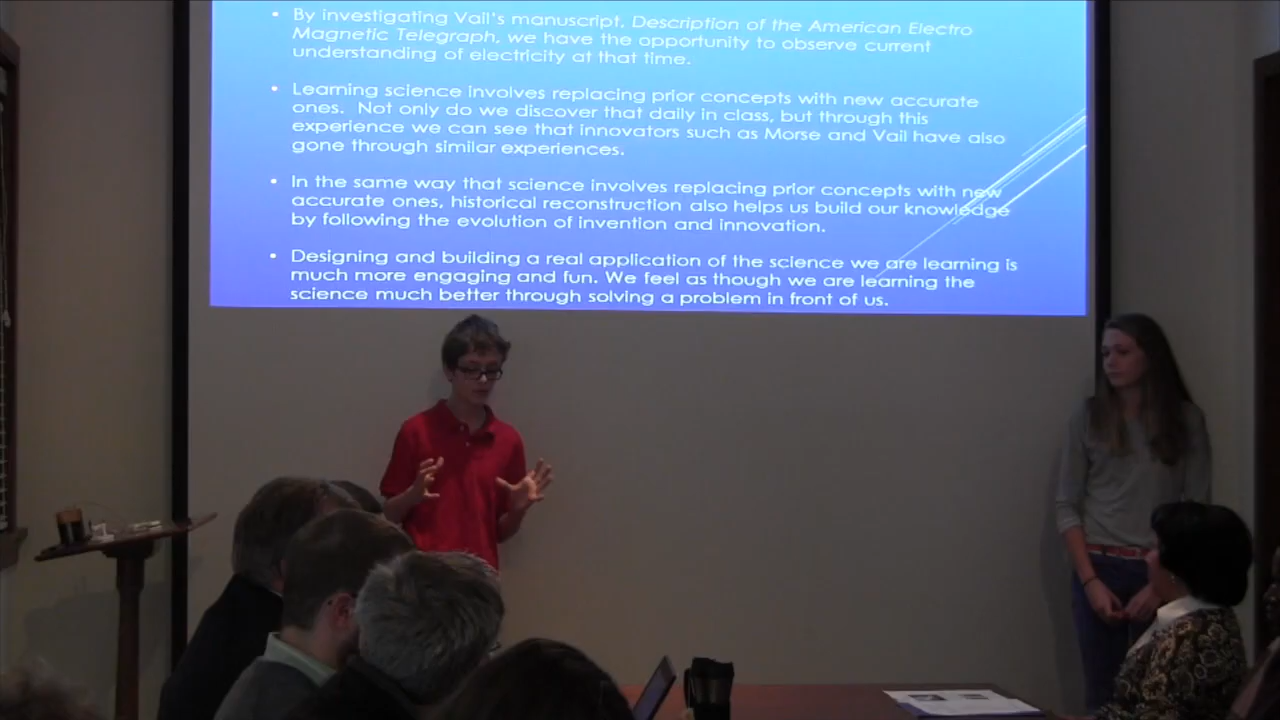 • By investigating Vail's manuscript, Description of the American Electro
Magnetic Telegraph, we have the opportunity to observe current
understanding of electricity at that time.
• Learning science involves replacing prior concepts with new accurate
ones. Not only do we discover that daily in class, but through this
experience we can see that innovators such as Morse and Vail have also
gone through similar experiences.
• In the same way that science involves replacing prior concepts with new
accurate ones, historical reconstruction also helps us build our knowledge
by following the evolution of invention and innovation.
• Designing and building a real application of the science we are learning is
much more engaging and fun. We feel as though we are learning the
science much better through solving a problem in front of us.